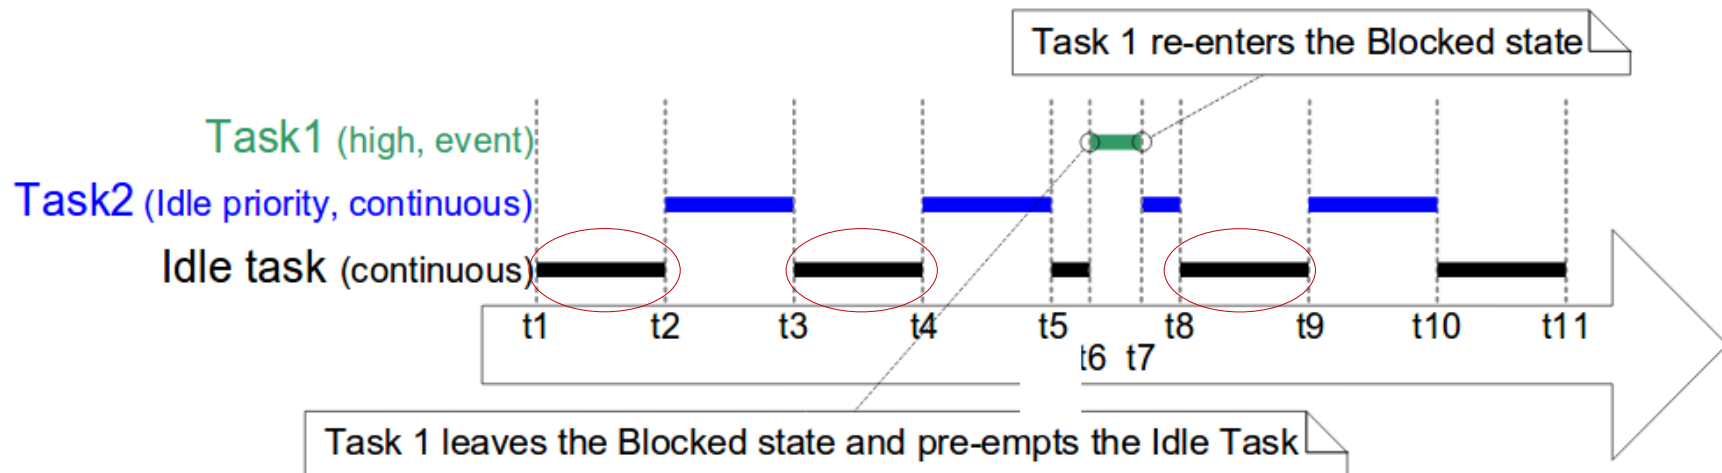 Task 1 re-enters the Blocked state
Task1 (high, event)
Task2 (Idle priority, continuous)
Idle task (continuous)
t1 t2 t3 t4 t5 t8 t9 t10 t11
t6 t7
Task 1 leaves the Blocked state and pre-empts the Idle Task